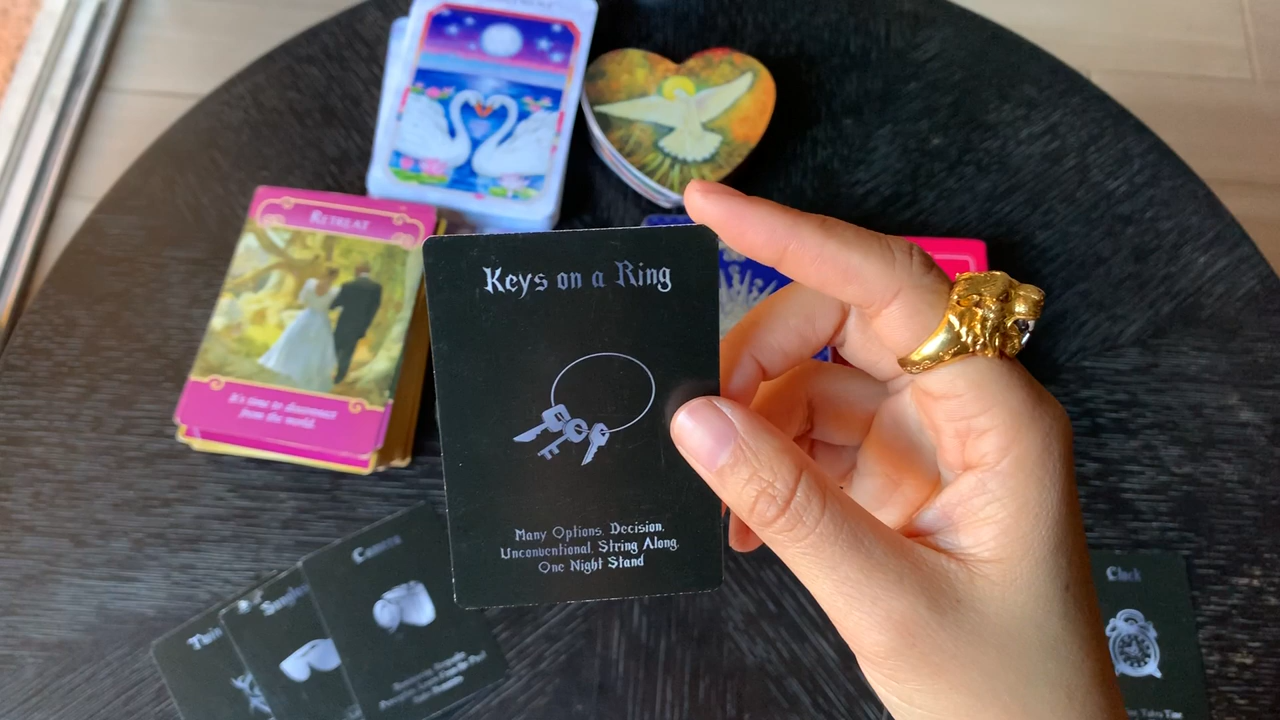 RETREAT
It's time to disconnect
from the world.
Keys on a Ring
Many Options, Decision,
Unconventional, String Along,
One Night Stand
Camera
Clock